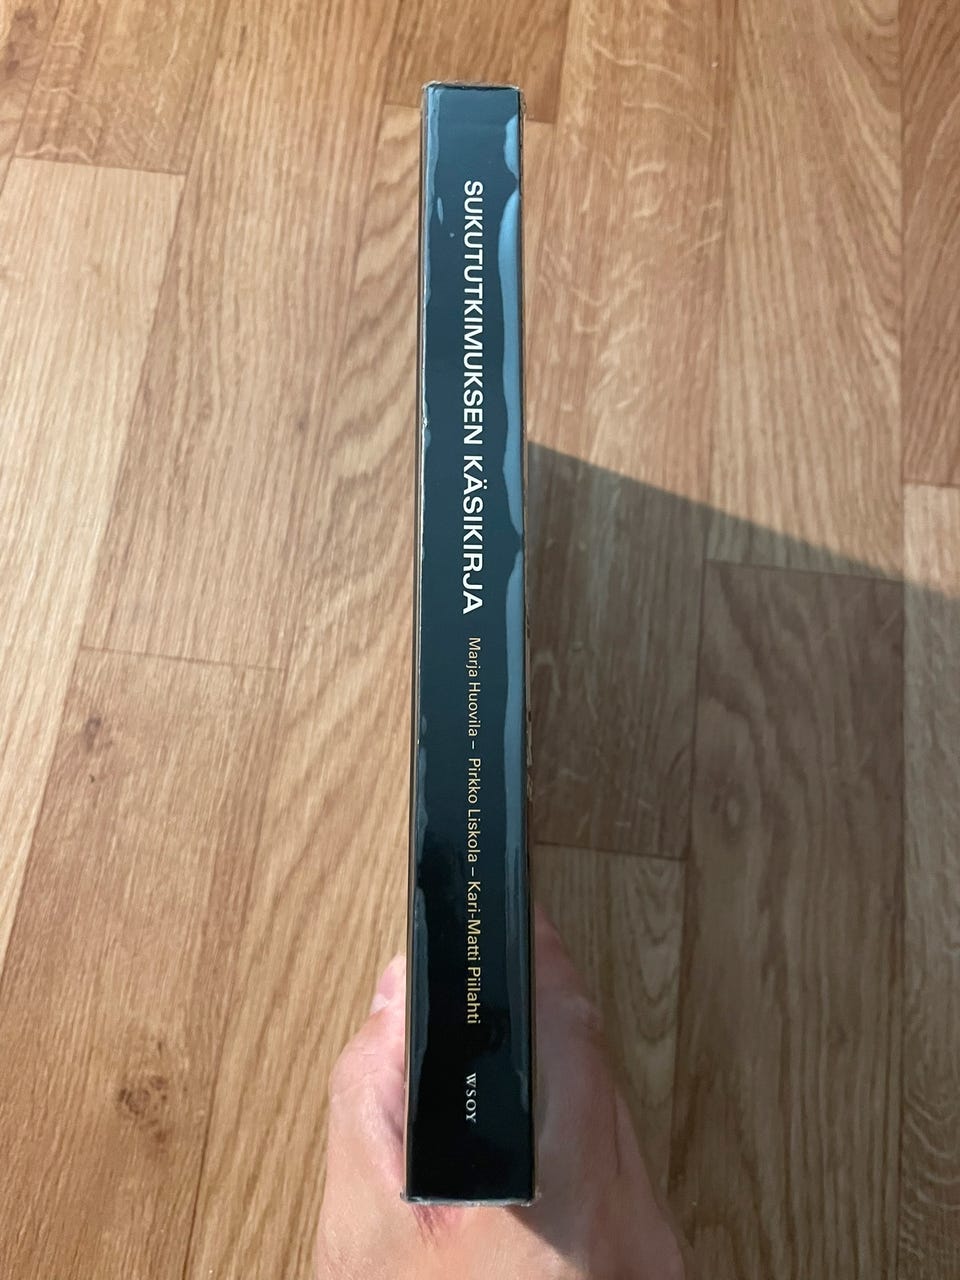 SUKUTUTKIMUKSEN KÄSIKIRJA
Marja Huovila – Pirkko Liskola – Kari-Matti Piilahti
WSOY